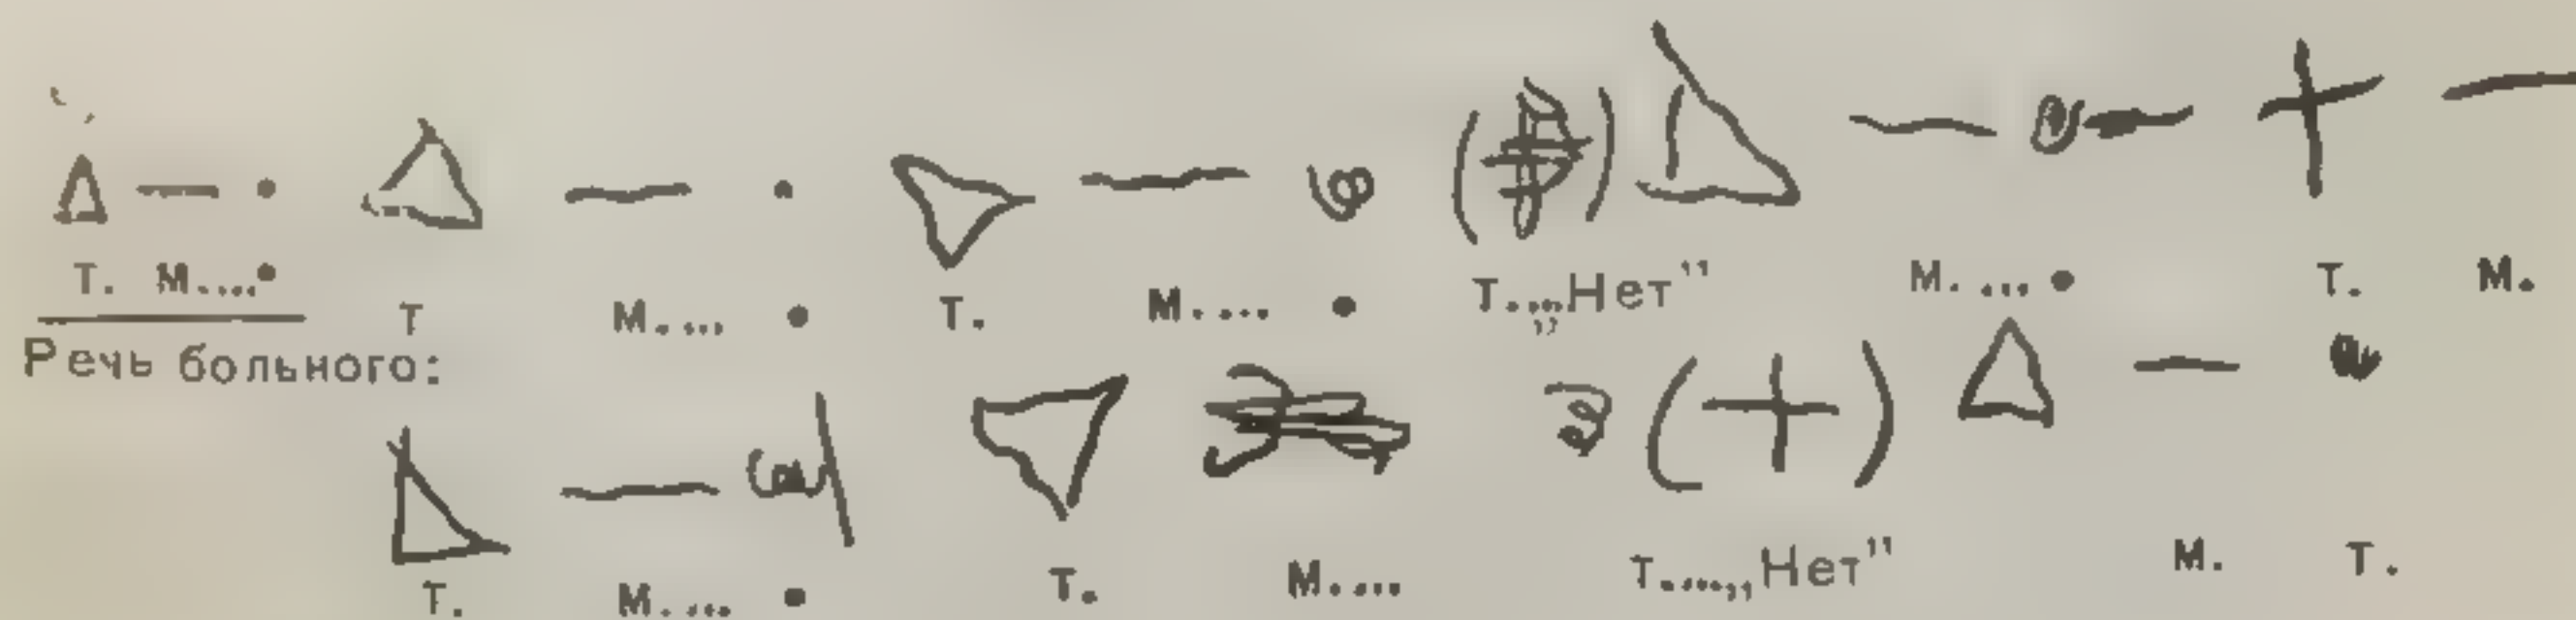 Т. М....•
Т М.... • Т. М.... • Т....„Нет" М. ...• Т. М.
Речь больного:
Т. М.... • Т. М.... Т....„Нет" М. Т.